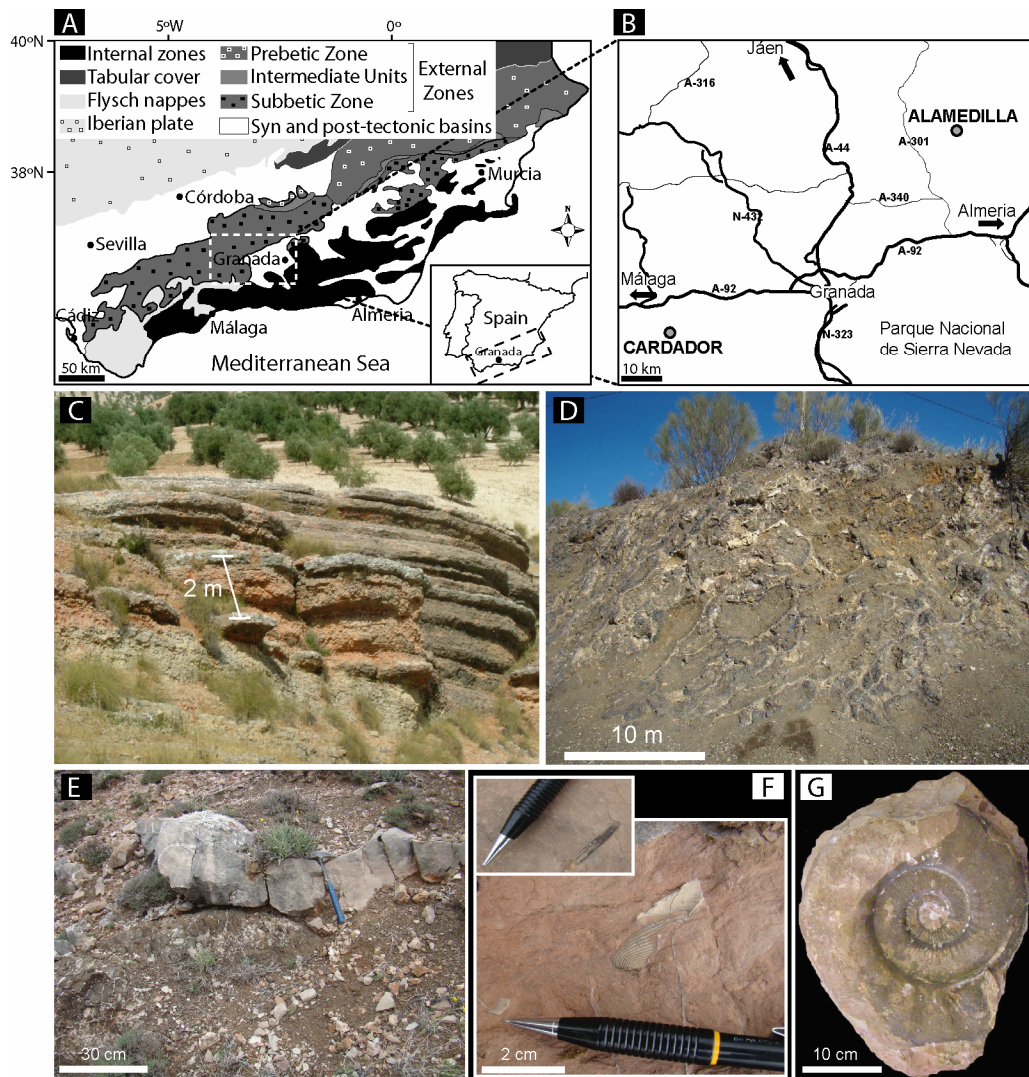 A
5ºW
0º
40ºN
38ºN
Internal zones
Tabular cover
Flysch nappes
Iberian plate
Prebetic Zone
Intermediate Units
Subbetic Zone
External
Zones
Syn and post-tectonic basins
Murcia
Córdoba
N
Sevilla
Granada
Cádiz
Málaga
Almeria
Mediterranean Sea
50 km
Spain
Granada
B
Jáen
A-316
ALAMEDILLA
A-301
A-44
A-340
N-432
Almeria
A-92
Málaga
A-92
Granada
N-323
CARDADOR
Parque Nacional
de Sierra Nevada
10 km
C
2 m
D
10 m
E
30 cm
F
2 cm
G
10 cm